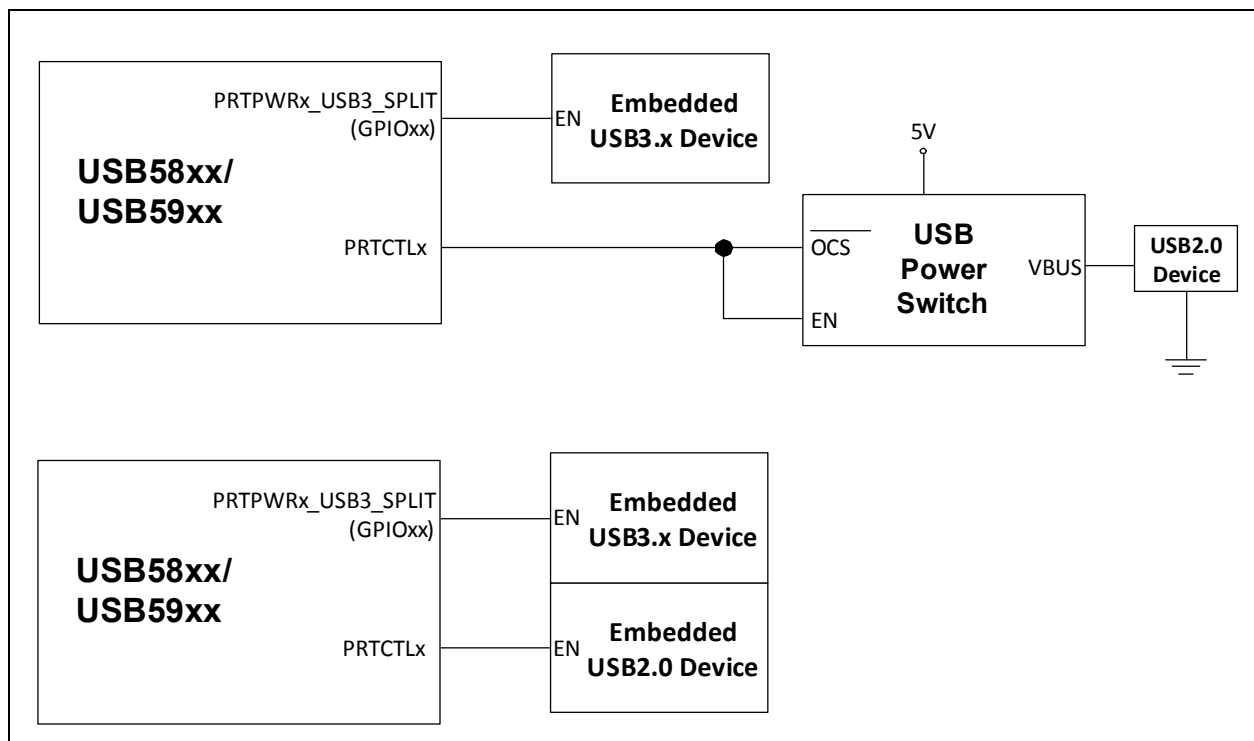 PRTPWRx_USB3_SPLIT
(GPIOxx)
USB58xx/
USB59xx
PRTCTLx
EN
Embedded
USB3.x Device
5V
OCS
EN
USB
Power
Switch
VBUS
USB2.0
Device
PRTPWRx_USB3_SPLIT
(GPIOxx)
USB58xx/
USB59xx
PRTCTLx
EN
Embedded
USB3.x Device
EN
Embedded
USB2.0 Device